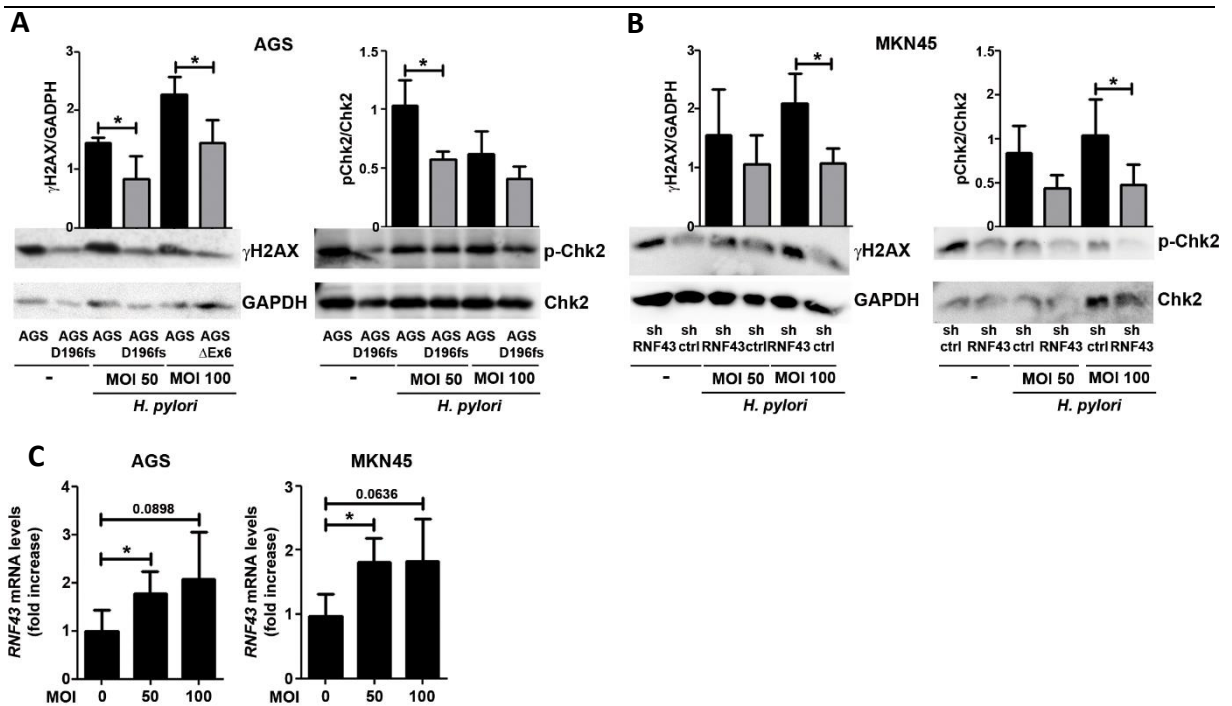 A
AGS
γH2AX/GADPH
3
2
1
0
*
*
pChk2/Chk2
1.5
1
0.5
0
*
γH2AX
GAPDH
p-Chk2
Chk2
AGS AGS AGS AGS AGS AGS
D196fs D196fs ΔEx6
- MOI 50 MOI 100
H. pylori
AGS AGS AGS AGS AGS AGS
D196fs D196fs D196fs
- MOI 50 MOI 100
H. pylori
B
MKN45
γH2AX/GADPH
3
2
1
0
*
pChk2/Chk2
1.5
2
1
0.5
0
*
γH2AX
GAPDH
p-Chk2
Chk2
sh sh sh sh sh sh
RNF43 ctrl RNF43 ctrl RNF43 ctrl
- MOI 50 MOI 100
H. pylori
sh sh sh sh sh sh
ctrl RNF43 ctrl RNF43 ctrl RNF43
- MOI 50 MOI 100
H. pylori
C
AGS
RNF43 mRNA levels
(fold increase)
4
3
2
1
0
0.0898
*
MOI 0 50 100
MKN45
RNF43 mRNA levels
(fold increase)
3
2
1
0
0.0636
*
MOI 0 50 100